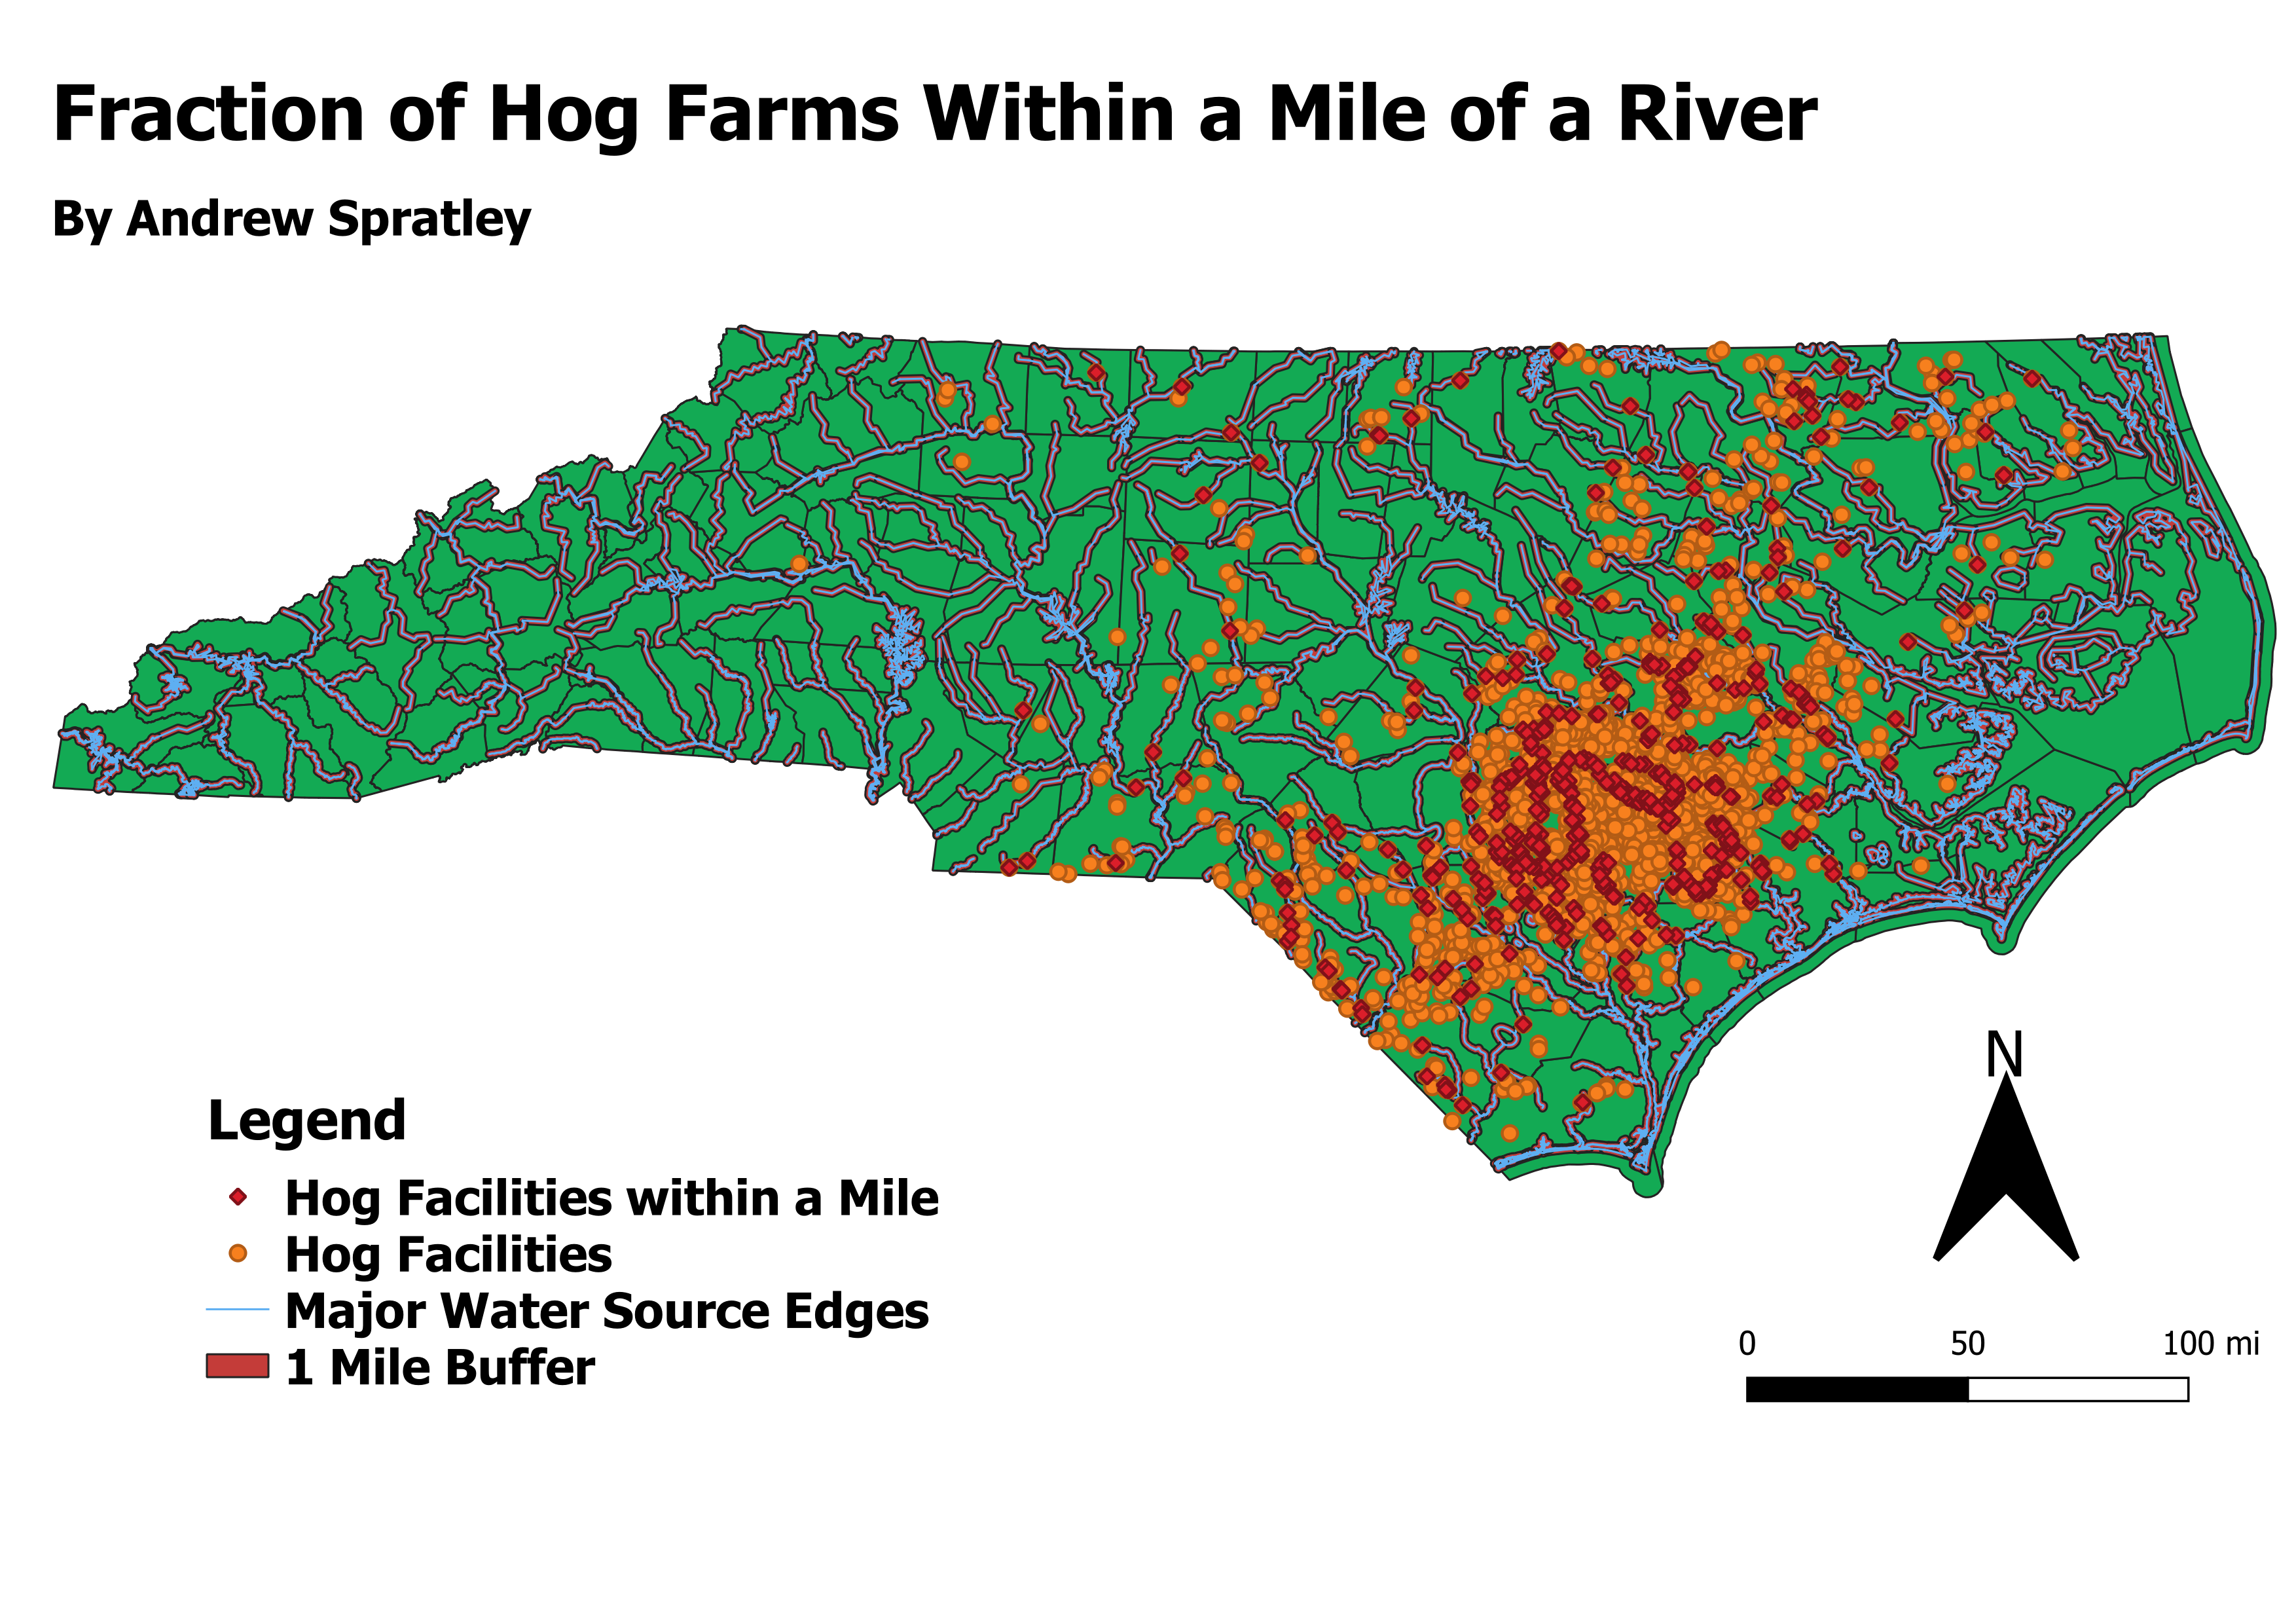 Fraction of Hog Farms Within a Mile of a River
By Andrew Spratley
N
Legend
Hog Facilities within a Mile
Hog Facilities
Major Water Source Edges
1 Mile Buffer
0 50 100 mi